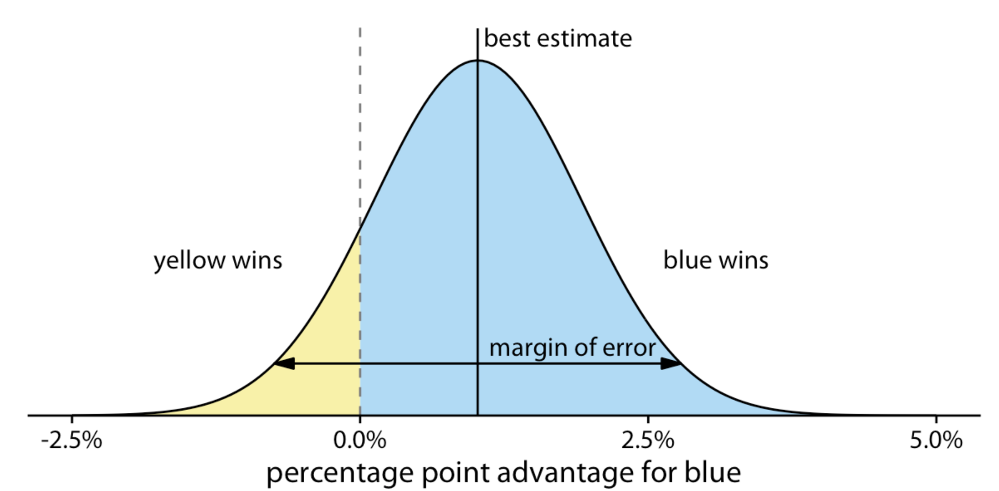 best estimate
yellow wins
blue wins
margin of error
-2.5%
0.0%
2.5%
5.0%
percentage point advantage for blue